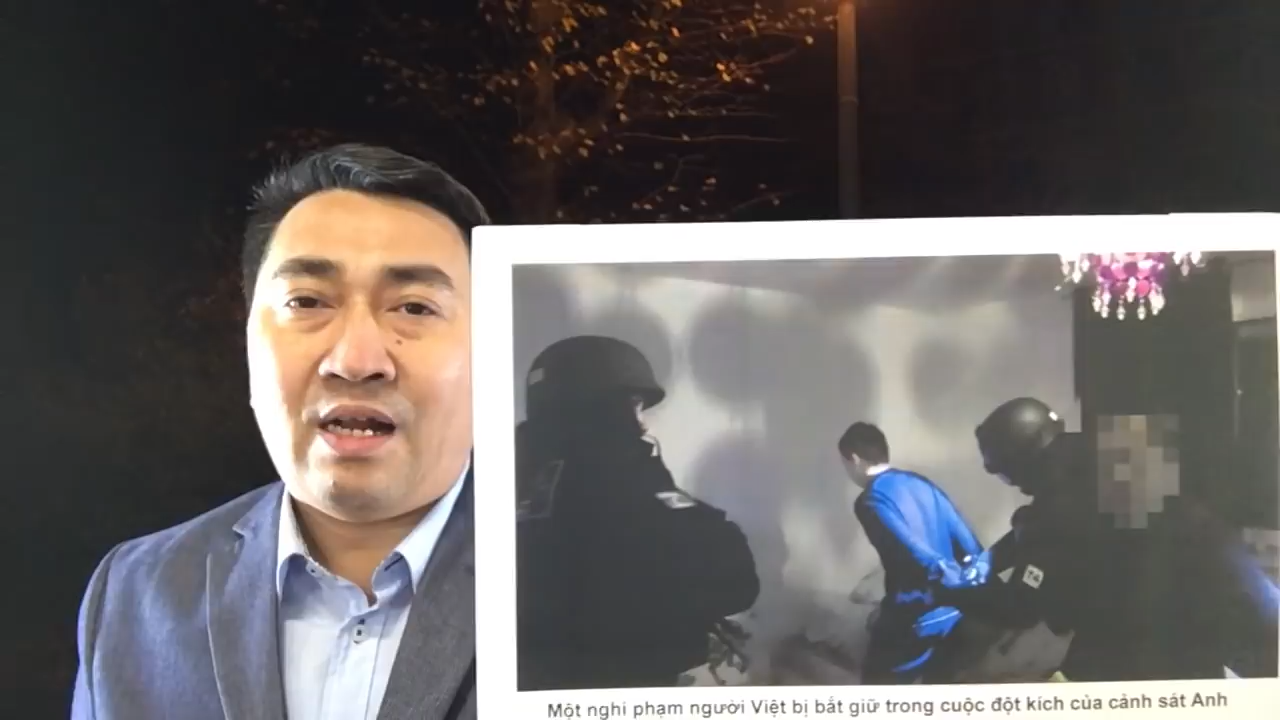 Một nghi phạm người Việt bị bắt giữ trong cuộc đột kích của cảnh sát Anh